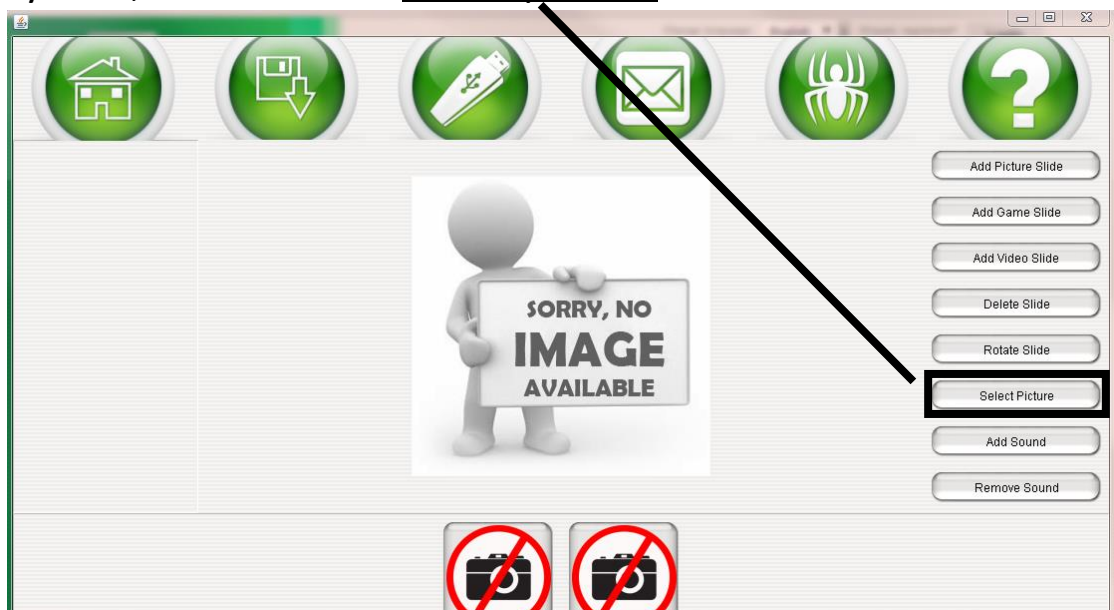 ?
Add Picture Slide
Add Game Slide
Add Video Slide
SORRY, NO
IMAGE
AVAILABLE
Delete Slide
Rotate Slide
Select Picture
Add Sound
Remove Sound